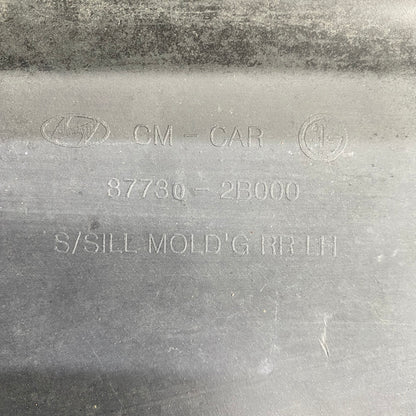 CM - CAR
87730 - 2B000
S/SILL MOLD'G RR LH